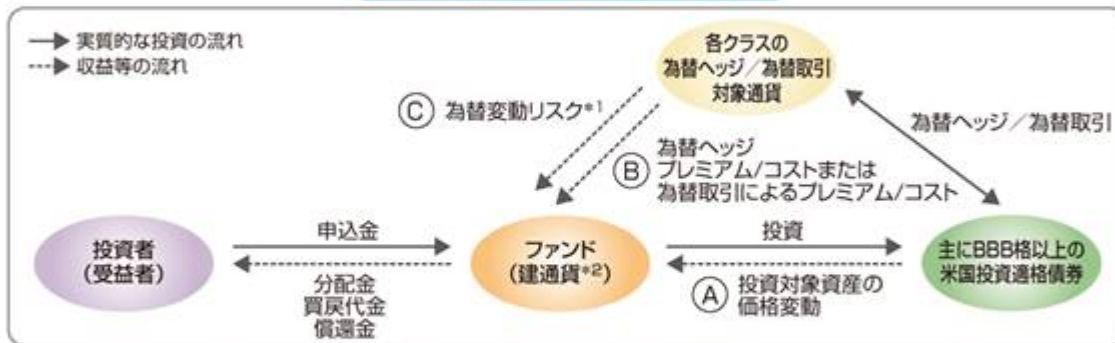 実質的な投資の流れ
収益等の流れ
各クラスの
為替ヘッジ/為替取引
対象通貨
Ⓒ 為替変動リスク*1
為替ヘッジ/為替取引
Ⓑ 為替ヘッジ
プレミアム/コストまたは
為替取引によるプレミアム/コスト
投資者
(受益者)
申込金
分配金
買戻代金
償還金
ファンド
(建通貨*2)
投資
Ⓐ 投資対象資産の
価格変動
主にBBB格以上の
米国投資適格債券